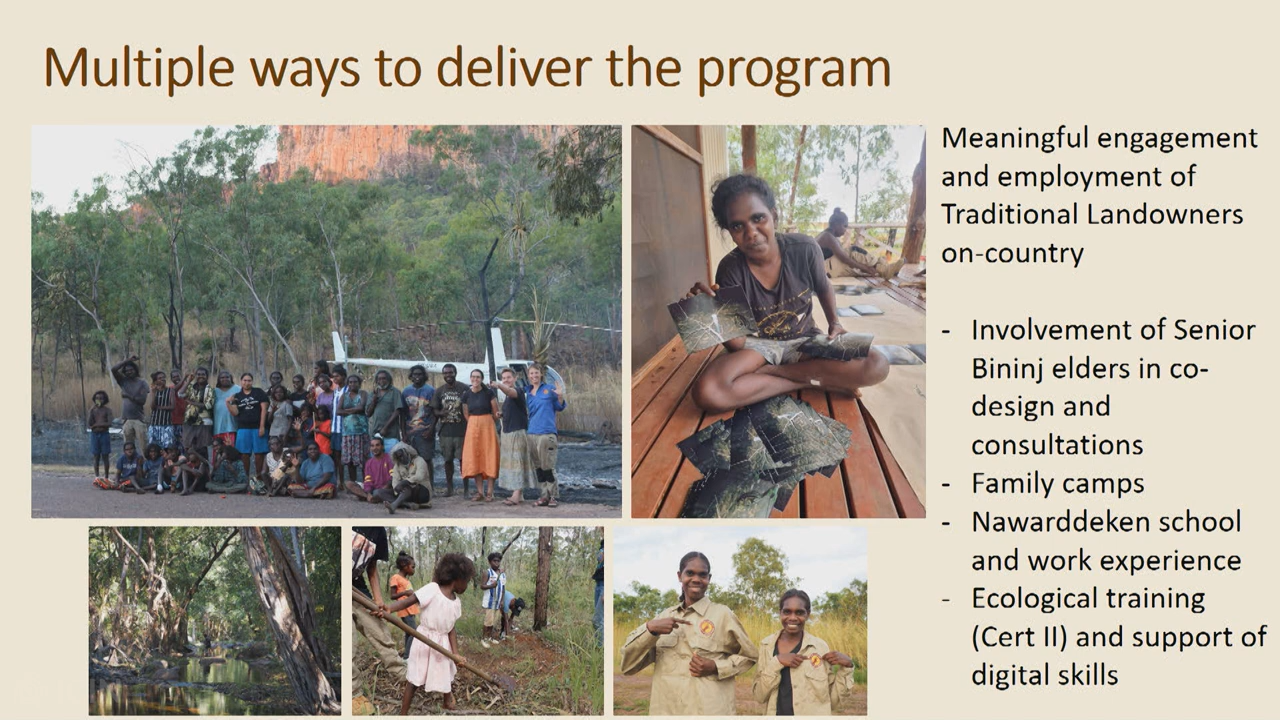 Multiple ways to deliver the program
Meaningful engagement
and employment of
Traditional Landowners
on-country
- Involvement of Senior
Bininj elders in co-
design and
consultations
- Family camps
- Nawarddeken school
and work experience
- Ecological training
(Cert II) and support of
digital skills